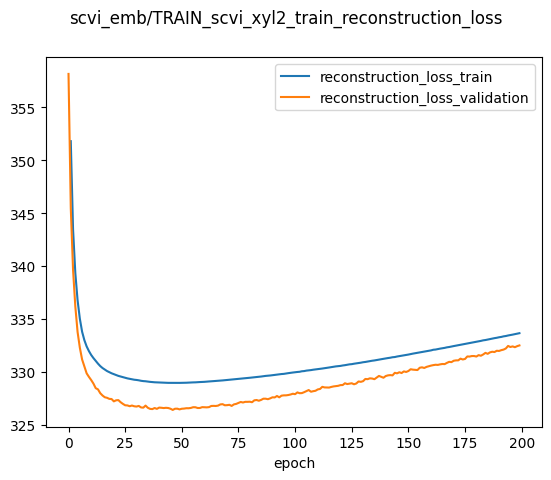 scvi_emb/TRAIN_scvi_xyl2_train_reconstruction_loss
reconstruction_loss_train
reconstruction_loss_validation
355
350
345
340
335
330
325
0 25 50 75 100 125 150 175 200
epoch